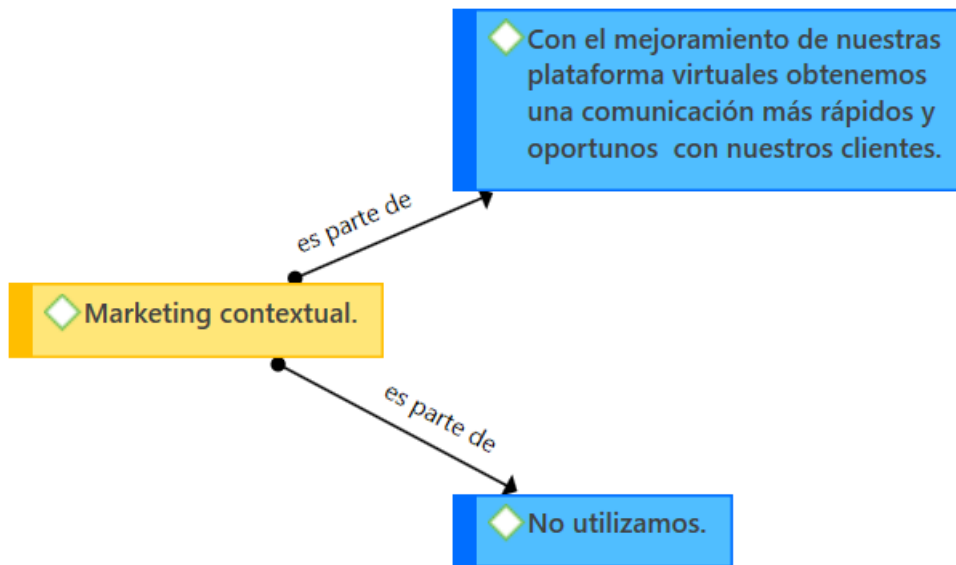 Con el mejoramiento de nuestras
plataforma virtuales obtenemos
una comunicación más rápidos y
oportunos con nuestros clientes.
es parte de
Marketing contextual.
es parte de
No utilizamos.